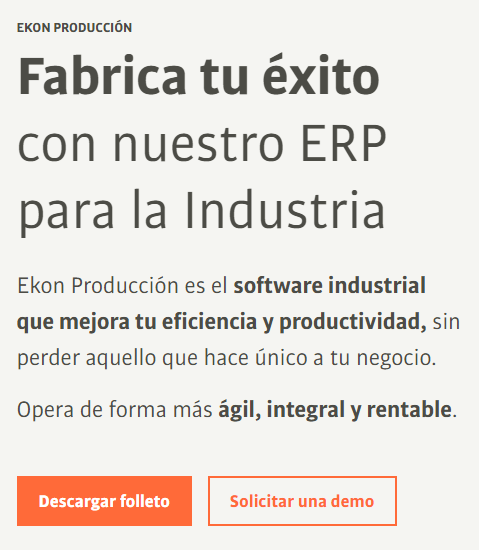 EKON PRODUCCIÓN
Fabrica tu éxito
con nuestro ERP
para la Industria
Ekon Producción es el software industrial
que mejora tu eficiencia y productividad, sin
perder aquello que hace único a tu negocio.
Opera de forma más ágil, integral y rentable.
Descargar folleto
Solicitar una demo